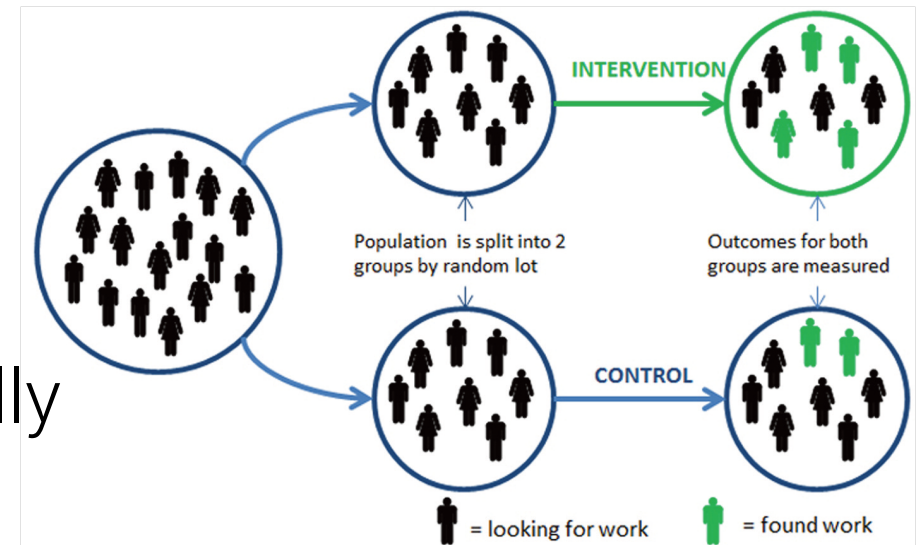 INTERVENTION
Population is split into 2
groups by random lot
Outcomes for both
groups are measured
lly
CONTROL
= looking for work
= found work